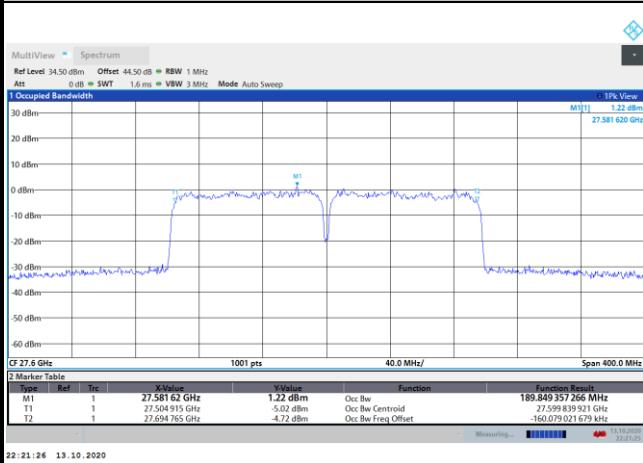 MultiView Spectrum
Ref Level 34.50 dBm Offset 44.50 dB RBW 1 MHz
Att 0 dB SWT 1.6 ms VBW 3 MHz Mode Auto Sweep
1 Occupied Bandwidth 1Pk View
M1[1] 1.22 dBm
27.581 620 GHz
30 dBm
20 dBm
10 dBm
M1
0 dBm
T1 T2
-10 dBm
-20 dBm
-30 dBm
-40 dBm
-50 dBm
-60 dBm
CF 27.6 GHz 1001 pts 40.0 MHz/ Span 400.0 MHz
2 Marker Table
Type Ref Trc X-Value Y-Value Function Function Result
M1 1 27.581 62 GHz 1.22 dBm Occ Bw 189.849 357 266 MHz
T1 1 27.504 915 GHz -5.02 dBm Occ Bw Centroid 27.599 839 921 GHz
T2 1 27.694 765 GHz -4.72 dBm Occ Bw Freq Offset -160.079 021 679 kHz
Measuring... 13.10.2020
22:21:25
22:21:26 13.10.2020